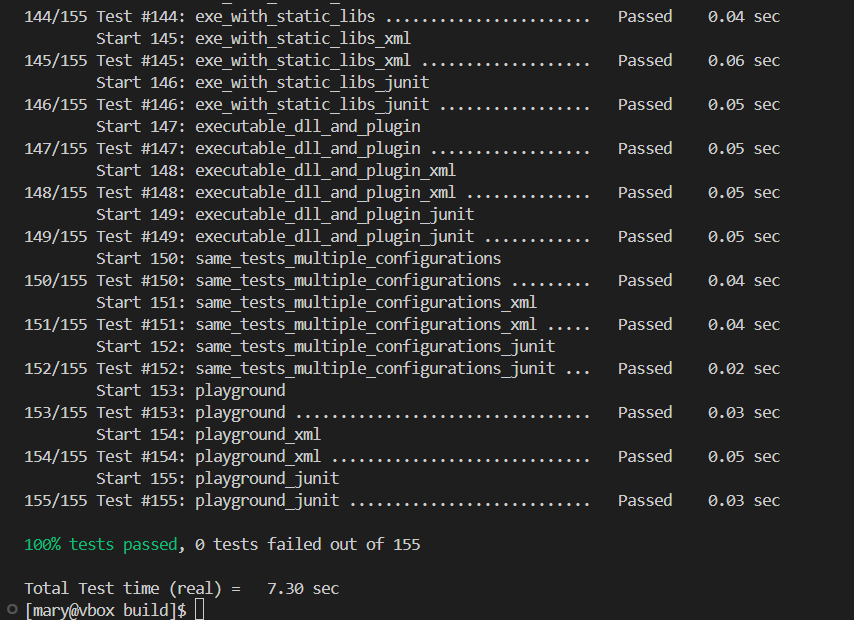 144/155 Test #144: exe_with_static_libs .......................   Passed    0.04 sec
        Start 145: exe_with_static_libs_xml
145/155 Test #145: exe_with_static_libs_xml ...................   Passed    0.06 sec
        Start 146: exe_with_static_libs_junit
146/155 Test #146: exe_with_static_libs_junit .................   Passed    0.05 sec
        Start 147: executable_dll_and_plugin
147/155 Test #147: executable_dll_and_plugin ..................   Passed    0.05 sec
        Start 148: executable_dll_and_plugin_xml
148/155 Test #148: executable_dll_and_plugin_xml ..............   Passed    0.05 sec
        Start 149: executable_dll_and_plugin_junit
149/155 Test #149: executable_dll_and_plugin_junit ............   Passed    0.05 sec
        Start 150: same_tests_multiple_configurations
150/155 Test #150: same_tests_multiple_configurations .........   Passed    0.04 sec
        Start 151: same_tests_multiple_configurations_xml
151/155 Test #151: same_tests_multiple_configurations_xml .....   Passed    0.04 sec
        Start 152: same_tests_multiple_configurations_junit
152/155 Test #152: same_tests_multiple_configurations_junit ...   Passed    0.02 sec
        Start 153: playground
153/155 Test #153: playground .................................   Passed    0.03 sec
        Start 154: playground_xml
154/155 Test #154: playground_xml .............................   Passed    0.05 sec
        Start 155: playground_junit
155/155 Test #155: playground_junit ...........................   Passed    0.03 sec

100% tests passed, 0 tests failed out of 155

Total Test time (real) =   7.30 sec
[mary@vbox build]$